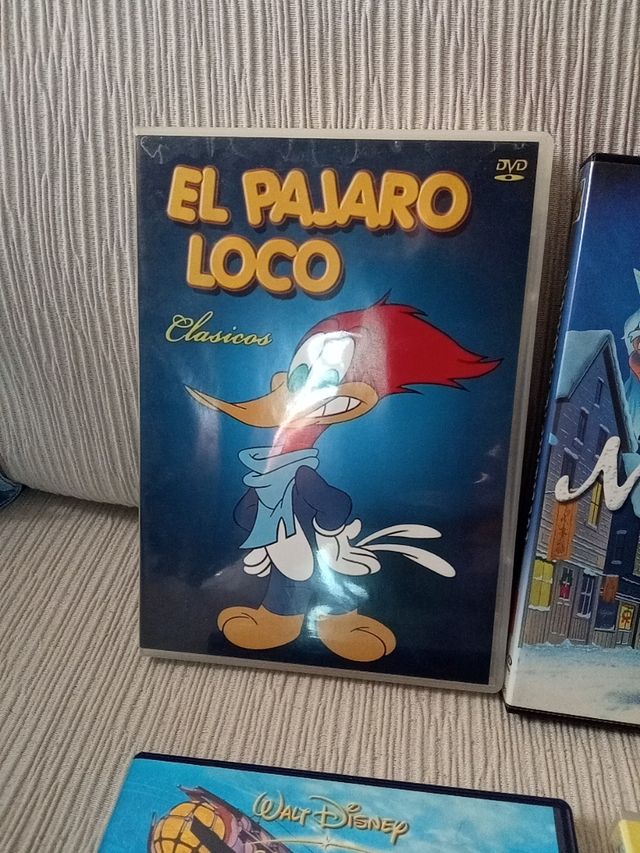 DVD
EL PAJARO
LOCO
Clasicos
M
WALT DISNEY